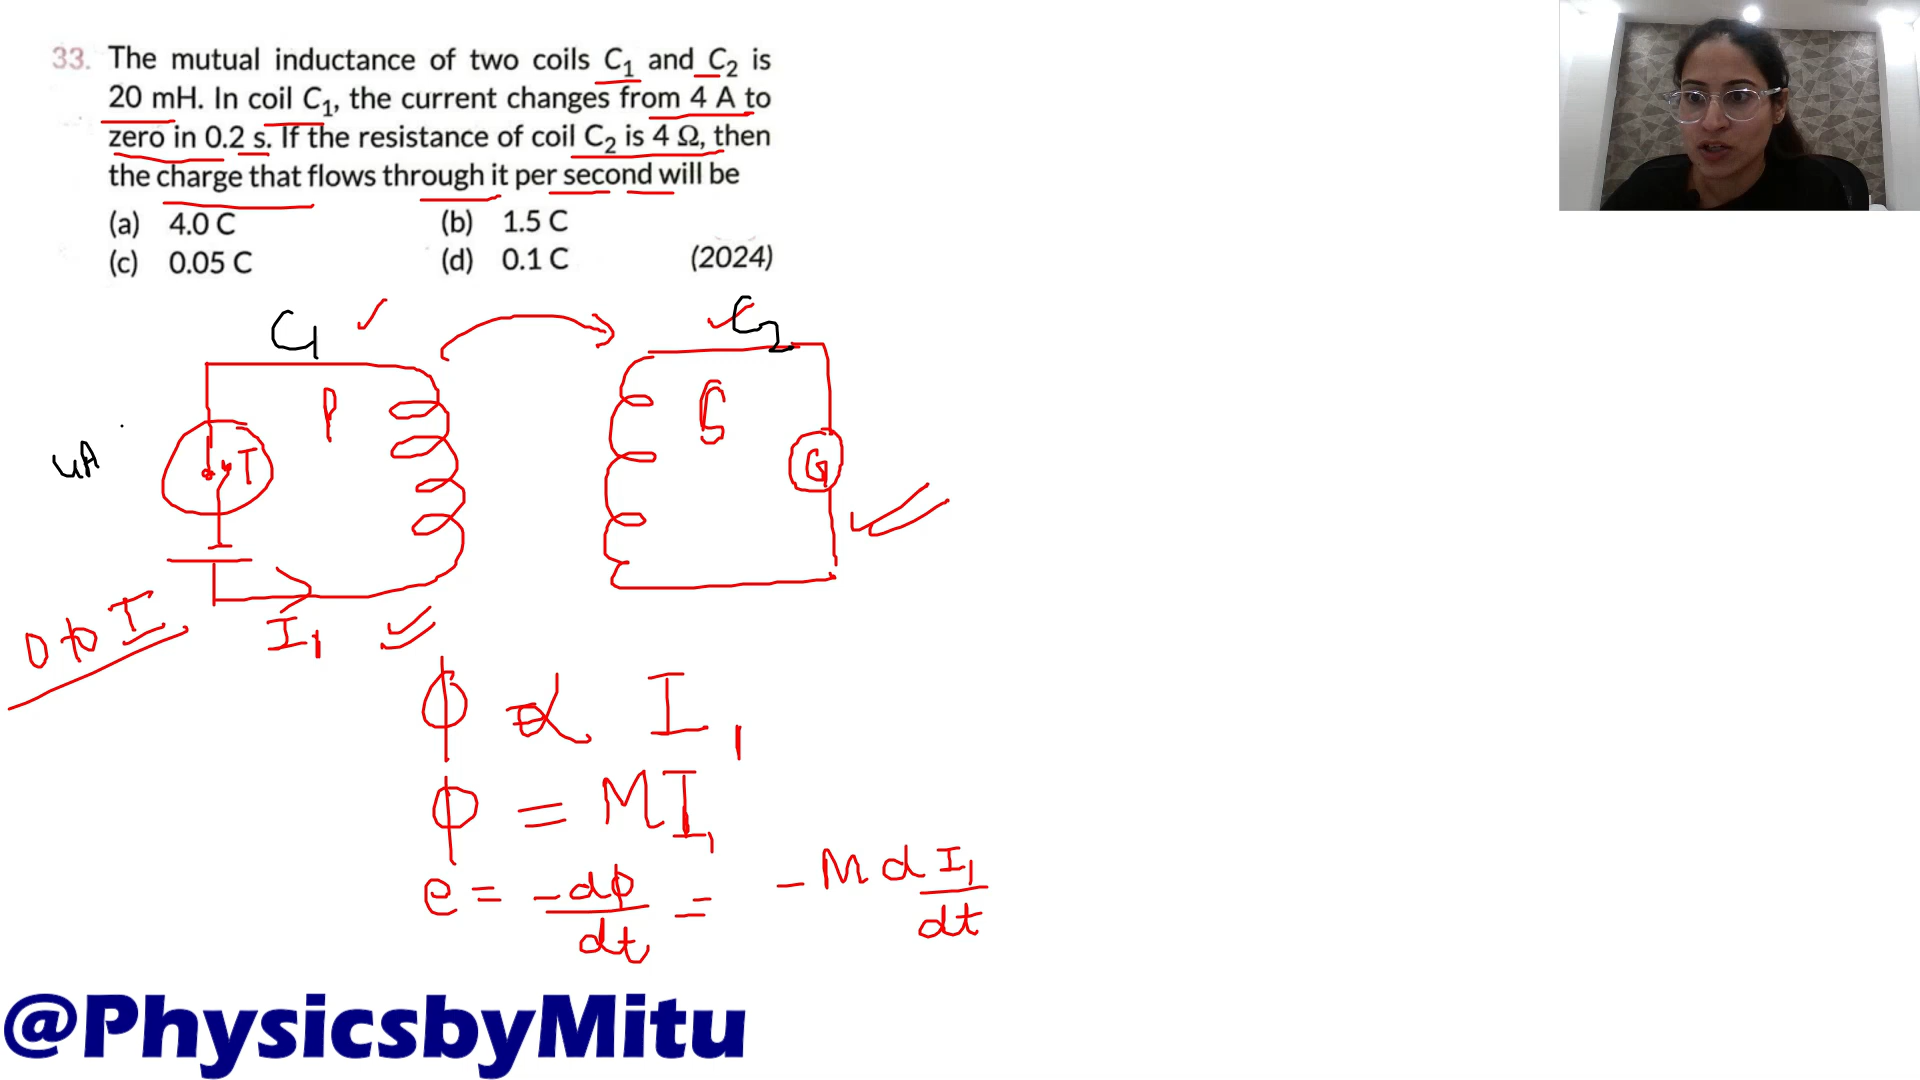 33. The mutual inductance of two coils C₁ and C₂ is
20 mH. In coil C₁, the current changes from 4 A to
zero in 0.2 s. If the resistance of coil C₂ is 4 Ω, then
the charge that flows through it per second will be
(a) 4.0 C (b) 1.5 C
(c) 0.05 C (d) 0.1 C (2024)
C₁ C₂
P S
4A T G
0 to I
I₁
ϕ ∝ I₁
ϕ = MI₁
e = -dϕ/dt = -M dI₁/dt
@PhysicsbyMitu